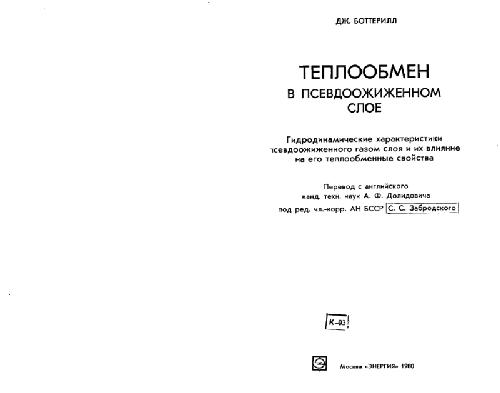 ДЖ. БОТТЕРИЛЛ
ТЕПЛООБМЕН
В ПСЕВДООЖИЖЕННОМ
СЛОЕ
Гидродинамические характеристики
псевдоожиженного газом слоя и их влияние
на его теплообменные свойства
Перевод с английского
канд. техн. наук А. Ф. Долидовича
под ред. чл.-корр. АН БССР С. С. Забродского
К-93
Москва «ЭНЕРГИЯ» 1980